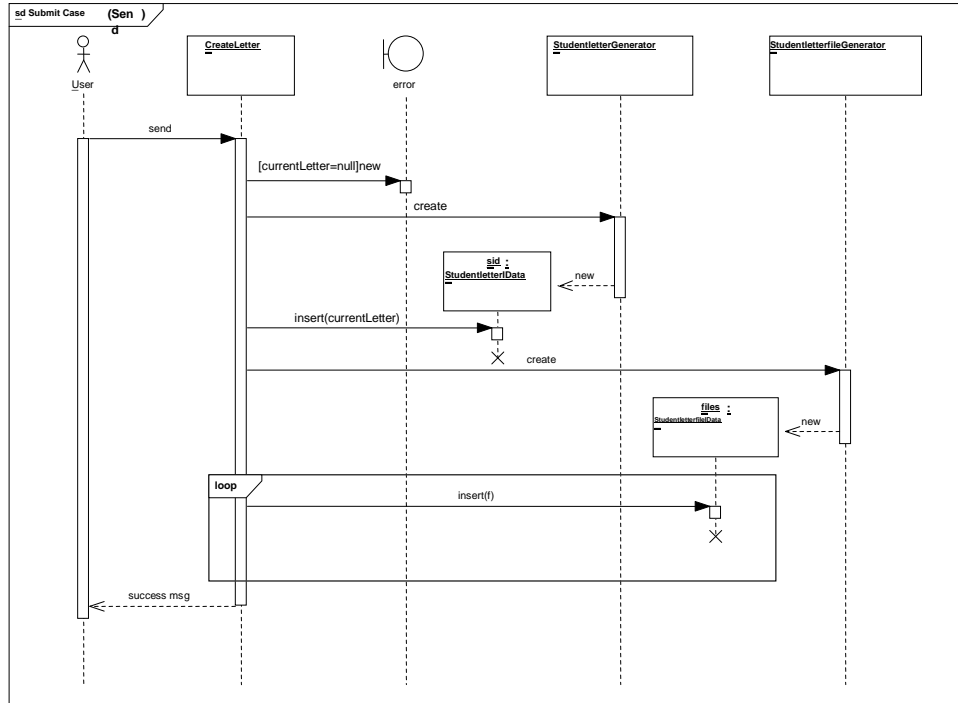 sd Submit Case (Sen )
d
CreateLetter
StudentletterGenerator
StudentletterfileGenerator
User
error
send
[currentLetter=null]new
create
sid :
StudentletterIData
new
insert(currentLetter)
create
files :
StudentletterfileIData
new
loop
insert(f)
success msg